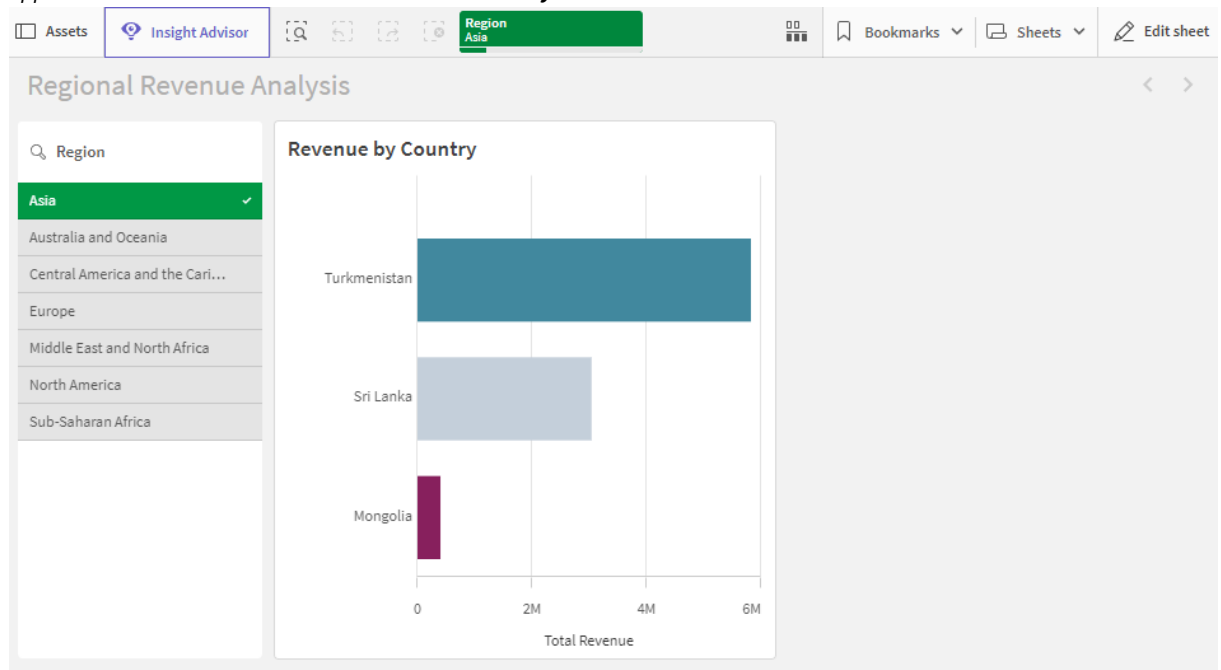 Assets
Insight Advisor
Region
Asia
Bookmarks
Sheets
Edit sheet
Regional Revenue Analysis
Region
Asia
Australia and Oceania
Central America and the Cari...
Europe
Middle East and North Africa
North America
Sub-Saharan Africa
Revenue by Country
Turkmenistan
Sri Lanka
Mongolia
0 2M 4M 6M
Total Revenue